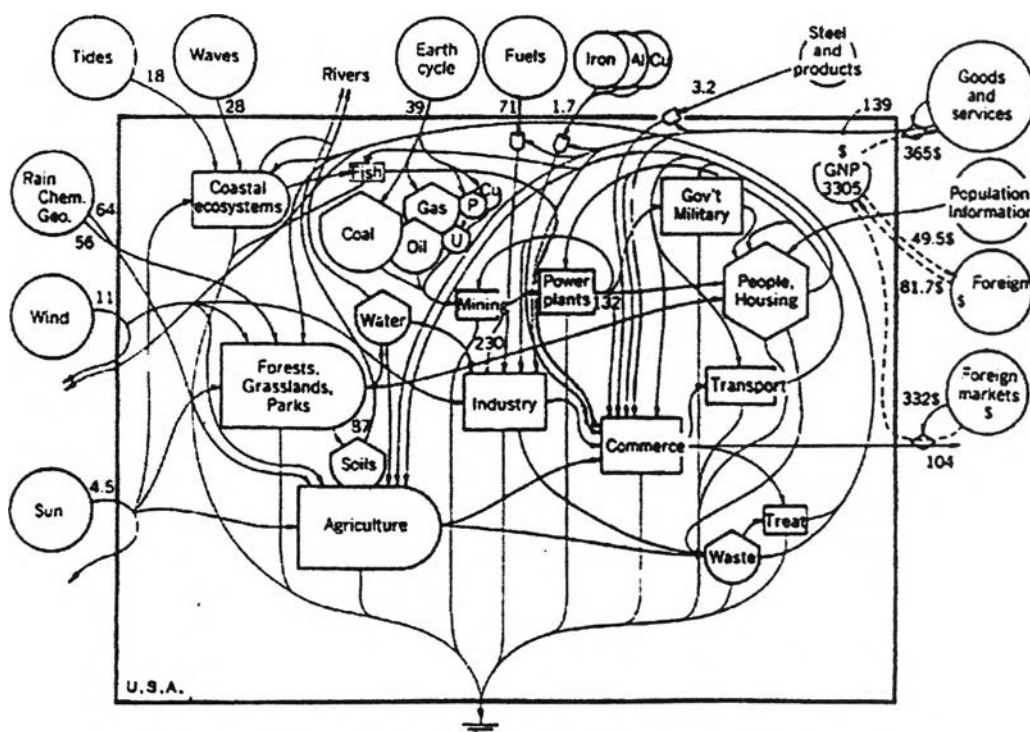 Tides
Waves
Rivers
Earth
cycle
Fuels
Iron
Al
Cu
Steel
and
products
Goods
and
services
18
28
39
71
1.7
3.2
139
365$
$
GNP
3305
Rain
Chem.
Geo.
64
56
Coastal
ecosystems
Fish
Gas
Cu
P
U
Coal
Oil
Gov't
Military
Population
Information
49.5$
81.7$
Foreign
$
Wind
11
Water
Mining
Power
plants
132
People,
Housing
230
Forests,
Grasslands,
Parks
Industry
Transport
Foreign
markets
$
332$
87
Soils
Commerce
104
Sun
4.5
Agriculture
Treat
Waste
U.S.A.